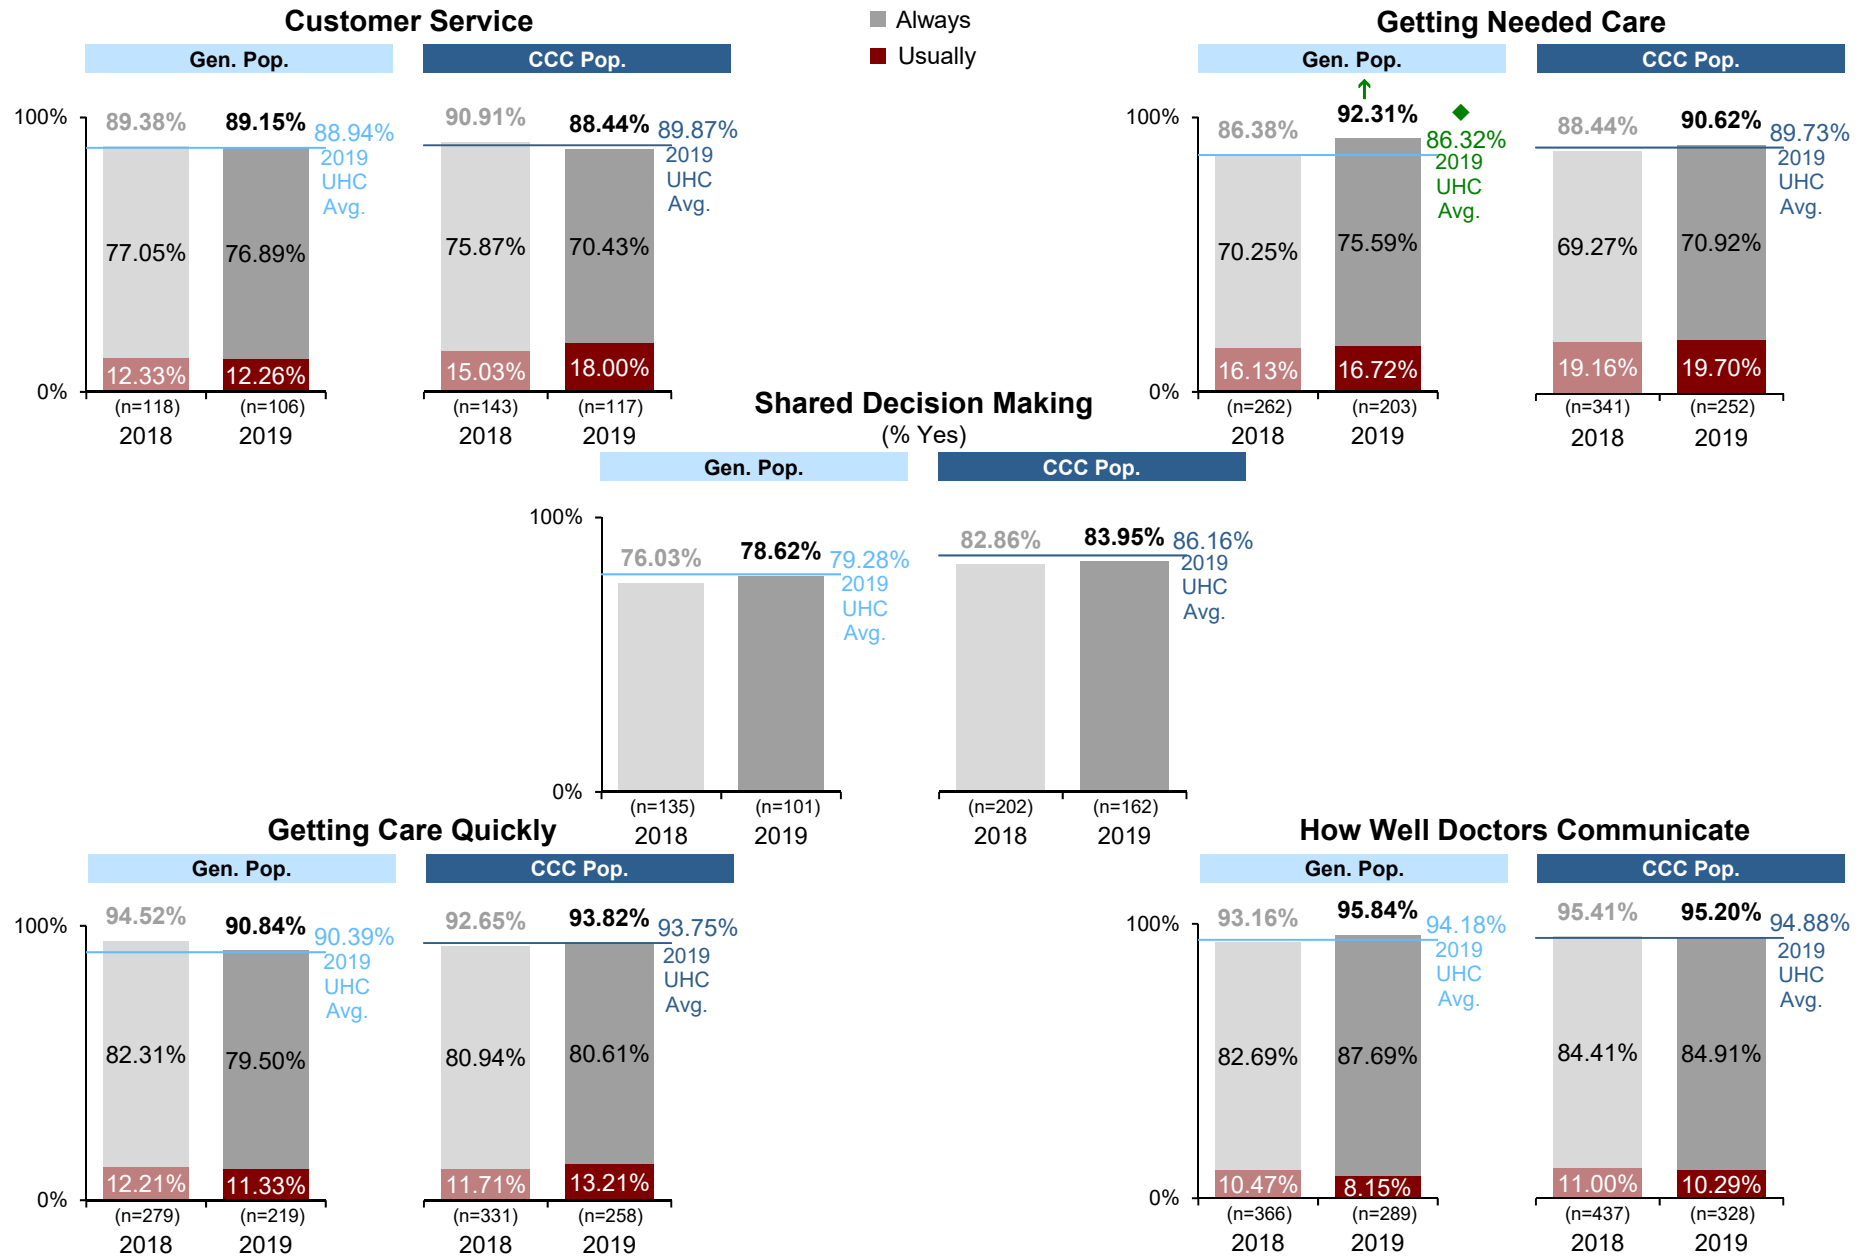 Customer Service
Gen. Pop.
CCC Pop.
100%
89.38%
89.15%
88.94%
2019
UHC
Avg.
90.91%
88.44%
89.87%
2019
UHC
Avg.
77.05%
76.89%
75.87%
70.43%
12.33%
12.26%
15.03%
18.00%
0%
(n=118)
(n=106)
(n=143)
(n=117)
2018
2019
2018
2019
Always
Usually
Getting Needed Care
Gen. Pop.
CCC Pop.
↑
100%
86.38%
92.31%
◆
86.32%
2019
UHC
Avg.
88.44%
90.62%
89.73%
2019
UHC
Avg.
70.25%
75.59%
69.27%
70.92%
16.13%
16.72%
19.16%
19.70%
0%
(n=262)
(n=203)
(n=341)
(n=252)
2018
2019
2018
2019
Shared Decision Making
(% Yes)
Gen. Pop.
CCC Pop.
100%
76.03%
78.62%
79.28%
2019
UHC
Avg.
82.86%
83.95%
86.16%
2019
UHC
Avg.
0%
(n=135)
(n=101)
(n=202)
(n=162)
2018
2019
2018
2019
Getting Care Quickly
Gen. Pop.
CCC Pop.
100%
94.52%
90.84%
90.39%
2019
UHC
Avg.
92.65%
93.82%
93.75%
2019
UHC
Avg.
82.31%
79.50%
80.94%
80.61%
12.21%
11.33%
11.71%
13.21%
0%
(n=279)
(n=219)
(n=331)
(n=258)
2018
2019
2018
2019
How Well Doctors Communicate
Gen. Pop.
CCC Pop.
100%
93.16%
95.84%
94.18%
2019
UHC
Avg.
95.41%
95.20%
94.88%
2019
UHC
Avg.
82.69%
87.69%
84.41%
84.91%
10.47%
8.15%
11.00%
10.29%
0%
(n=366)
(n=289)
(n=437)
(n=328)
2018
2019
2018
2019